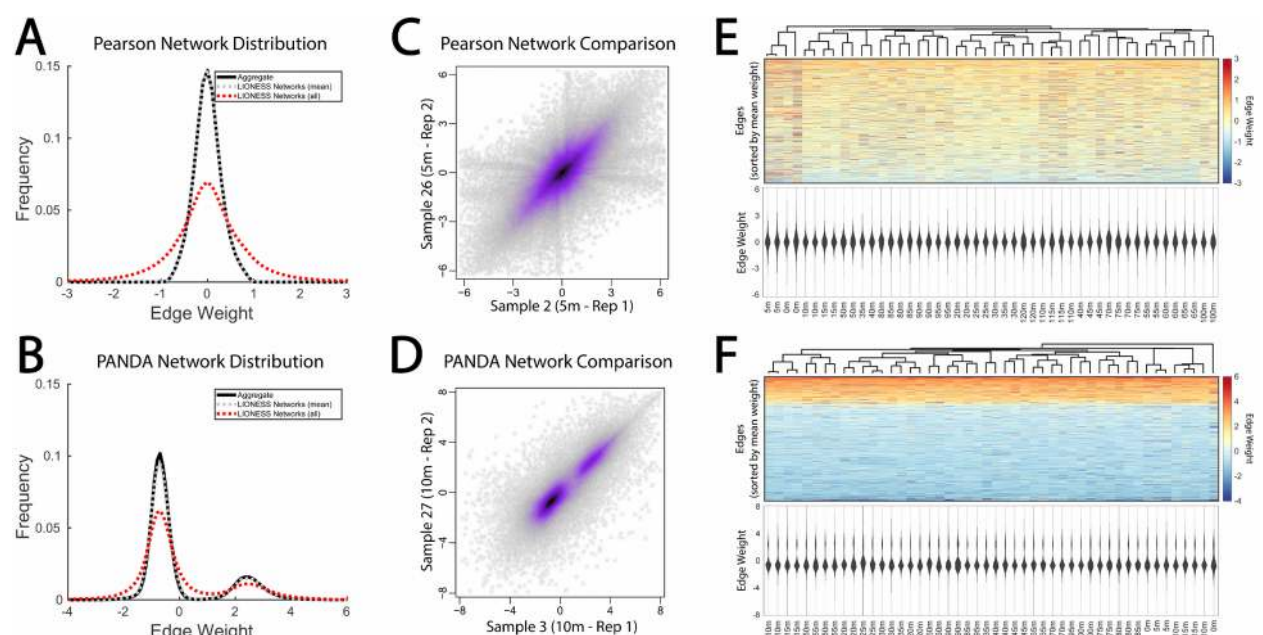 A
Pearson Network Distribution
0.15
0.1
0.05
0
Frequency
Aggregate
LIONESS Networks (mean)
LIONESS Networks (all)
-3 -2 -1 0 1 2 3
Edge Weight
B
PANDA Network Distribution
0.15
0.1
0.05
0
Frequency
Aggregate
LIONESS Networks (mean)
LIONESS Networks (all)
-4 -2 0 2 4 6
Edge Weight
C
Pearson Network Comparison
Sample 26 (5m - Rep 2)
6
3
0
-3
-6
-6 -3 0 3 6
Sample 2 (5m - Rep 1)
D
PANDA Network Comparison
Sample 27 (10m - Rep 2)
8
4
0
-4
-8
-8 -4 0 4 8
Sample 3 (10m - Rep 1)
E
Edges
(sorted by mean weight)
3
2
1
0
-1
-2
-3
Edge Weight
Edge Weight
6
3
0
-3
-6
F
Edges
(sorted by mean weight)
6
4
2
0
-2
-4
Edge Weight
Edge Weight
8
4
0
-4
-8